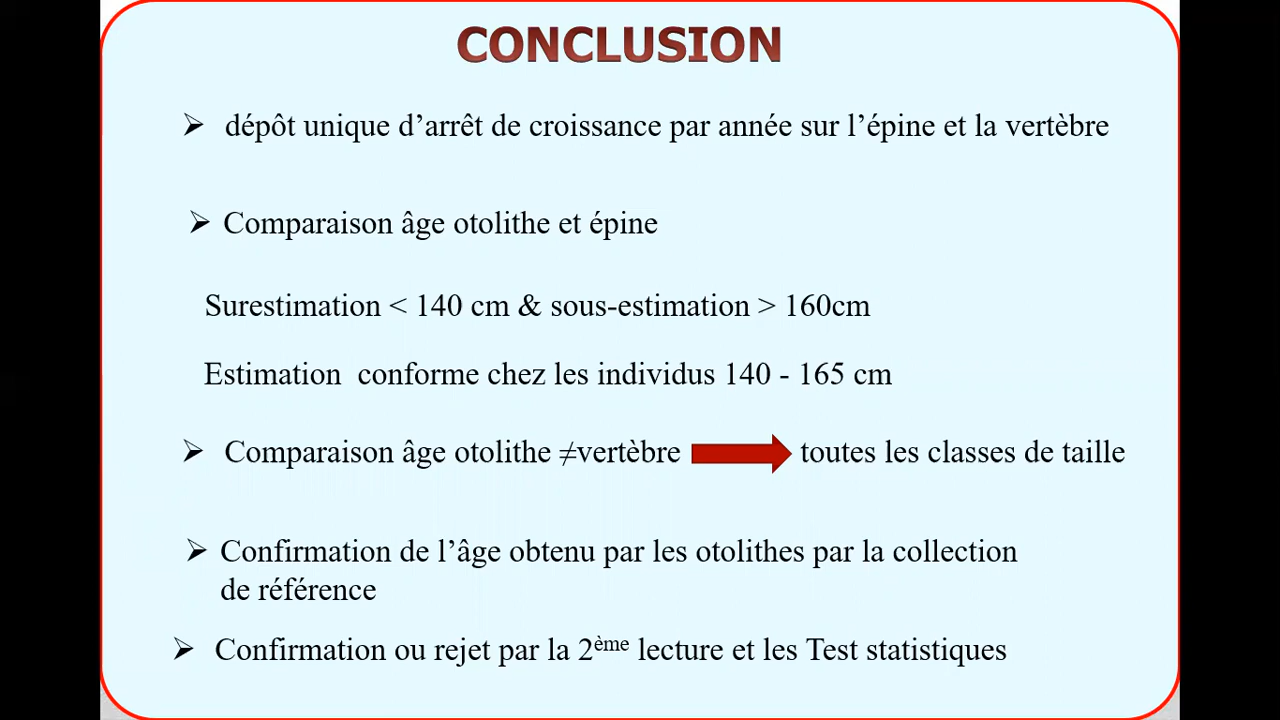 CONCLUSION
➢ dépôt unique d’arrêt de croissance par année sur l’épine et la vertèbre
➢ Comparaison âge otolithe et épine
Surestimation < 140 cm & sous-estimation > 160cm
Estimation  conforme chez les individus 140 - 165 cm
➢ Comparaison âge otolithe ≠vertèbre toutes les classes de taille
➢ Confirmation de l’âge obtenu par les otolithes par la collection
de référence
➢ Confirmation ou rejet par la 2ème lecture et les Test statistiques